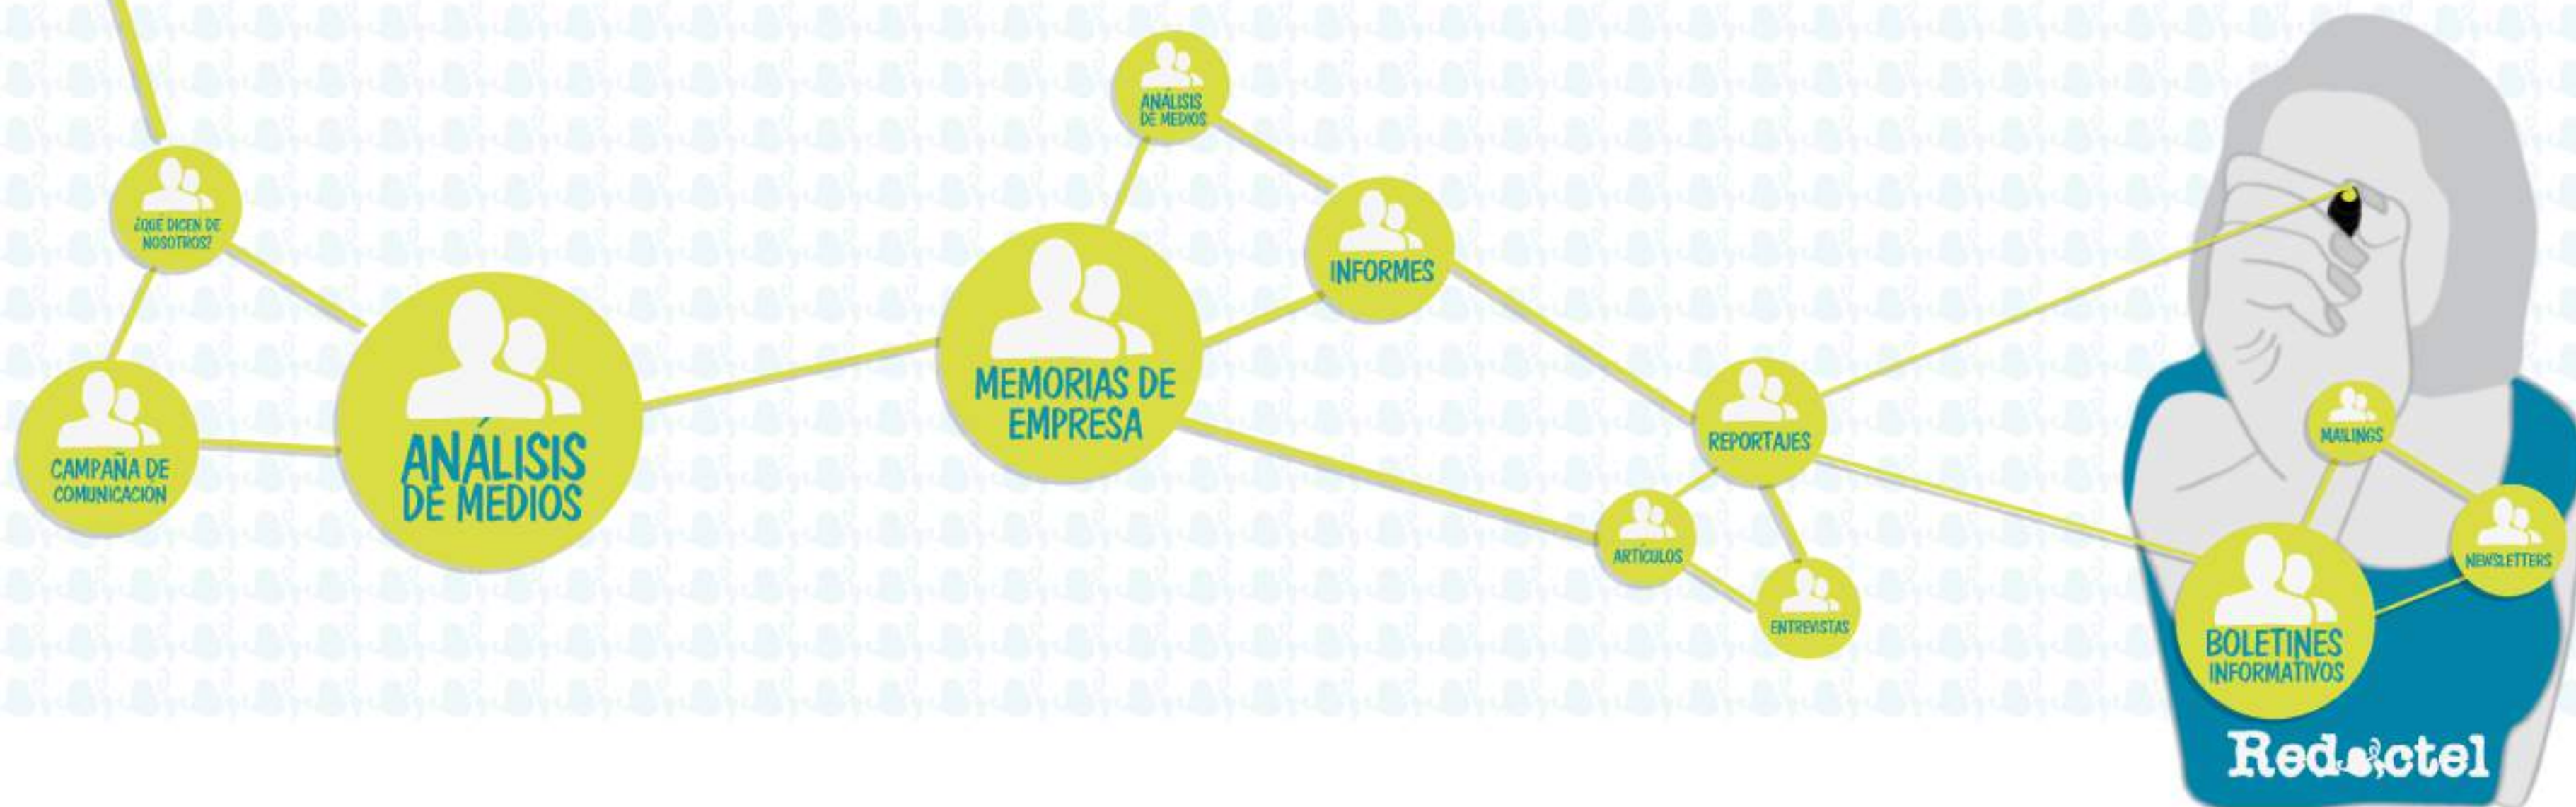 ¿QUÉ DICEN DE
NOSOTROS?
CAMPAÑA DE
COMUNICACIÓN
ANÁLISIS
DE MEDIOS
MEMORIAS DE
EMPRESA
ANÁLISIS
DE MEDIOS
INFORMES
REPORTAJES
ARTÍCULOS
ENTREVISTAS
MAILINGS
NEWSLETTERS
BOLETINES
INFORMATIVOS
Redactel